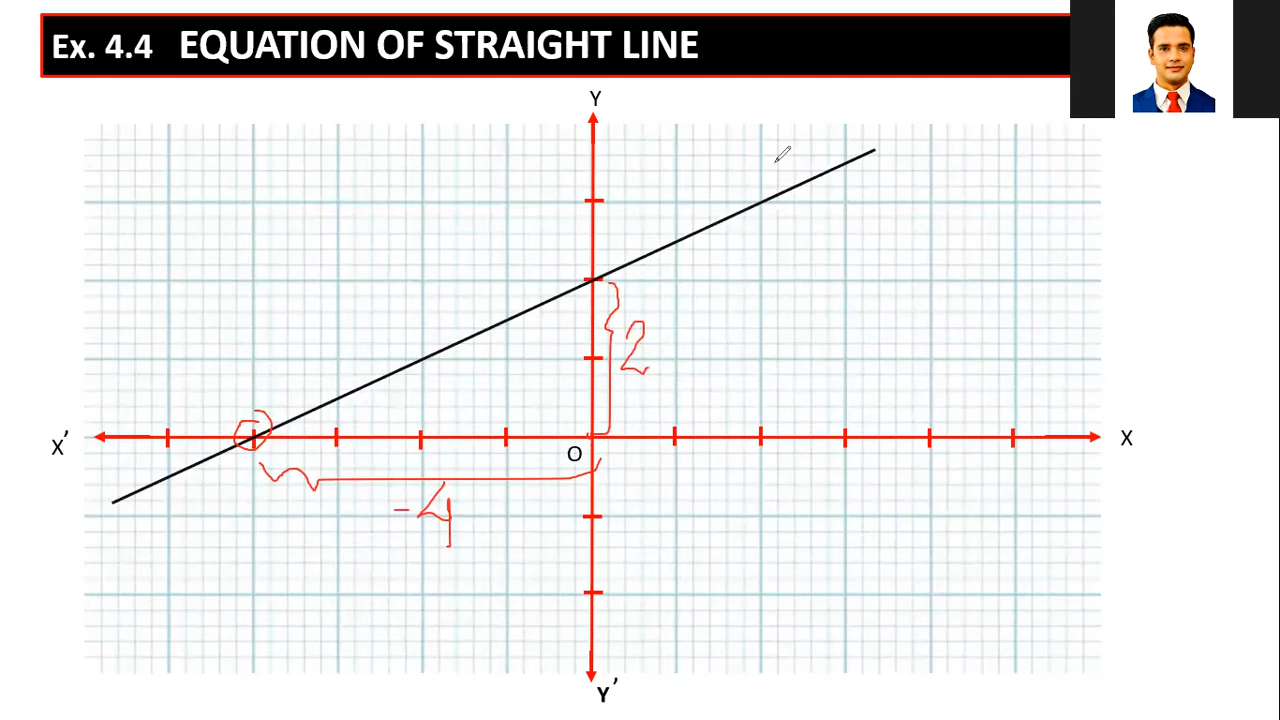 Ex. 4.4 EQUATION OF STRAIGHT LINE
Y
2
X′
O
X
-4
Y′